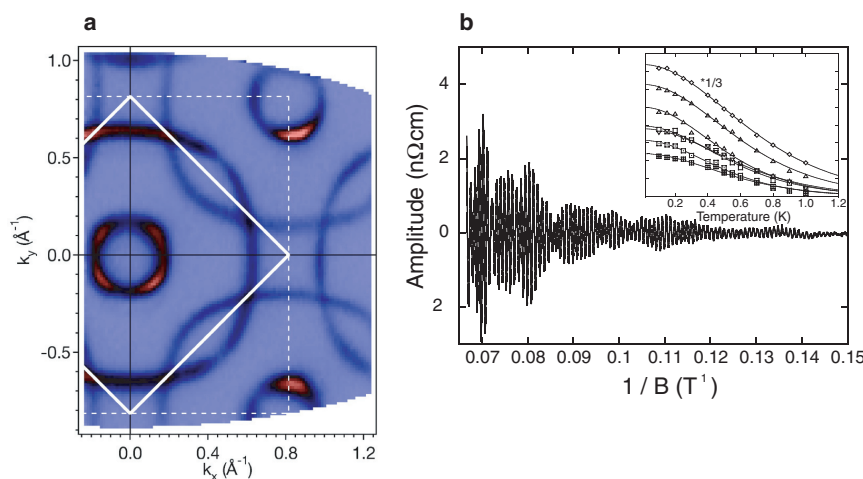 a
b
1.0
0.5
0.0
-0.5
k_y (Å⁻¹)
0.0 0.4 0.8 1.2
k_x (Å⁻¹)
4
2
0
2
Amplitude (nΩcm)
0.07 0.08 0.09 0.1 0.11 0.12 0.13 0.14 0.15
1 / B (T¹)
*1/3
0.2 0.4 0.6 0.8 1.0 1.2
Temperature (K)